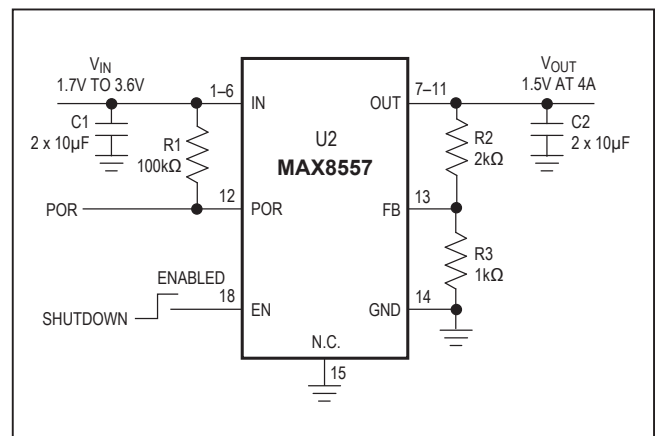 VIN
1.7V TO 3.6V
1–6
IN
OUT
7–11
VOUT
1.5V AT 4A
C1
2 x 10µF
R1
100kΩ
U2
MAX8557
R2
2kΩ
C2
2 x 10µF
POR
12
POR
FB
13
R3
1kΩ
ENABLED
SHUTDOWN
18
EN
GND
14
N.C.
15